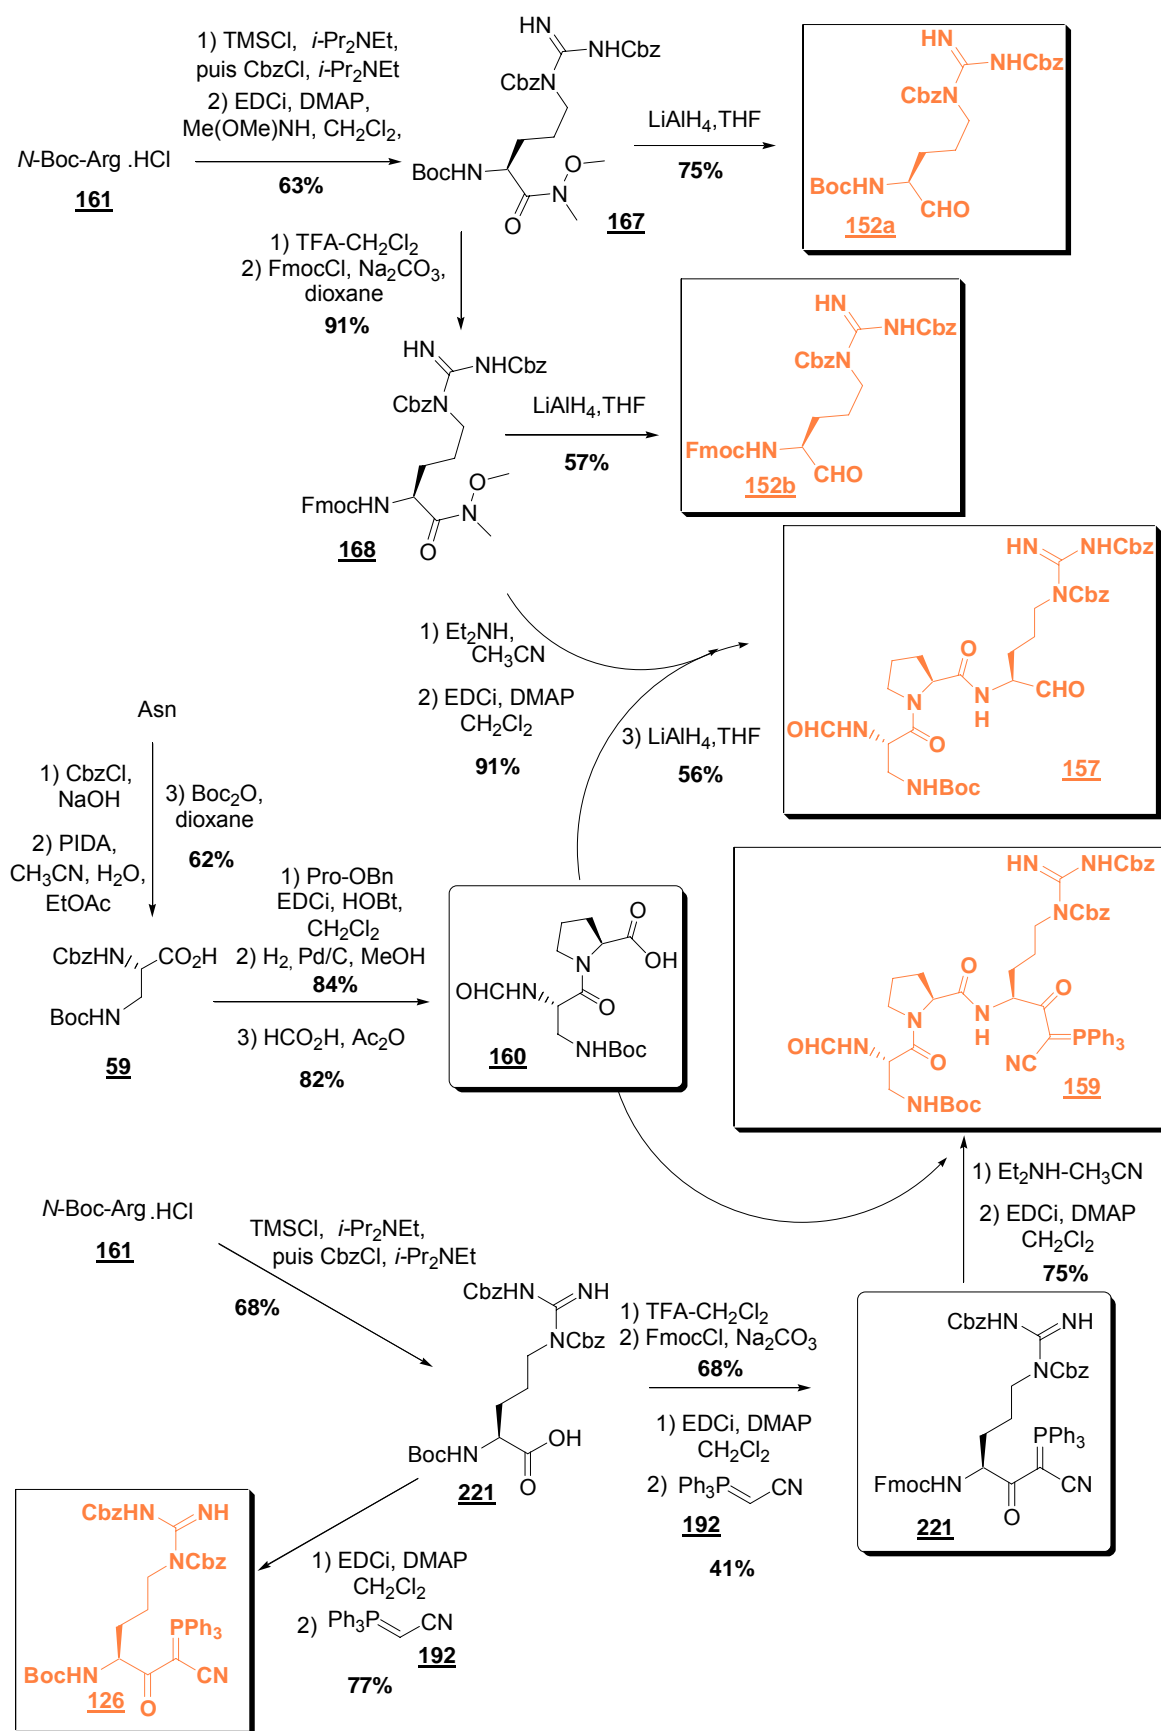 1) TMSCl, i-Pr2NEt,
puis CbzCl, i-Pr2NEt
2) EDCi, DMAP,
Me(OMe)NH, CH2Cl2,
63%
N-Boc-Arg .HCl
161
HN
NHCbz
CbzN
BocHN
O
N
O
167
LiAlH4,THF
75%
HN
NHCbz
CbzN
BocHN
CHO
152a
1) TFA-CH2Cl2
2) FmocCl, Na2CO3,
dioxane
91%
HN
NHCbz
CbzN
FmocHN
O
N
O
168
LiAlH4,THF
57%
HN
NHCbz
CbzN
FmocHN
CHO
152b
1) Et2NH,
CH3CN
2) EDCi, DMAP
CH2Cl2
91%
3) LiAlH4,THF
56%
HN
NHCbz
NCbz
O
N
N
H
CHO
OHCHN
O
NHBoc
157
Asn
1) CbzCl,
NaOH
2) PIDA,
CH3CN, H2O,
EtOAc
3) Boc2O,
dioxane
62%
CbzHN
CO2H
BocHN
59
1) Pro-OBn
EDCi, HOBt,
CH2Cl2
2) H2, Pd/C, MeOH
84%
3) HCO2H, Ac2O
82%
O
OH
N
OHCHN
O
NHBoc
160
HN
NHCbz
NCbz
O
O
N
N
H
PPh3
CN
OHCHN
O
NHBoc
159
1) Et2NH-CH3CN
2) EDCi, DMAP
CH2Cl2
75%
N-Boc-Arg .HCl
161
TMSCl, i-Pr2NEt,
puis CbzCl, i-Pr2NEt
68%
CbzHN
NH
NCbz
BocHN
OH
O
221
1) TFA-CH2Cl2
2) FmocCl, Na2CO3
68%
1) EDCi, DMAP
CH2Cl2
2) Ph3P CN
192
41%
CbzHN
NH
NCbz
PPh3
FmocHN
CN
O
221
1) EDCi, DMAP
CH2Cl2
2) Ph3P CN
192
77%
CbzHN
NH
NCbz
PPh3
BocHN
CN
O
126